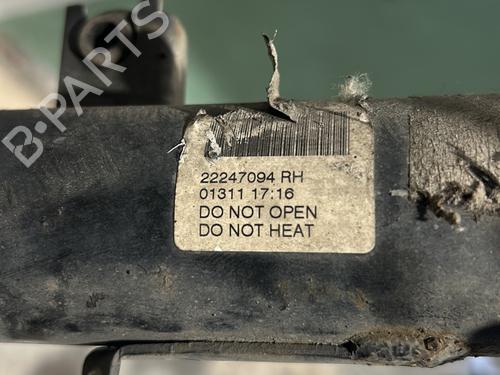 B-PARTS
22247094 RH
01311 17:16
DO NOT OPEN
DO NOT HEAT